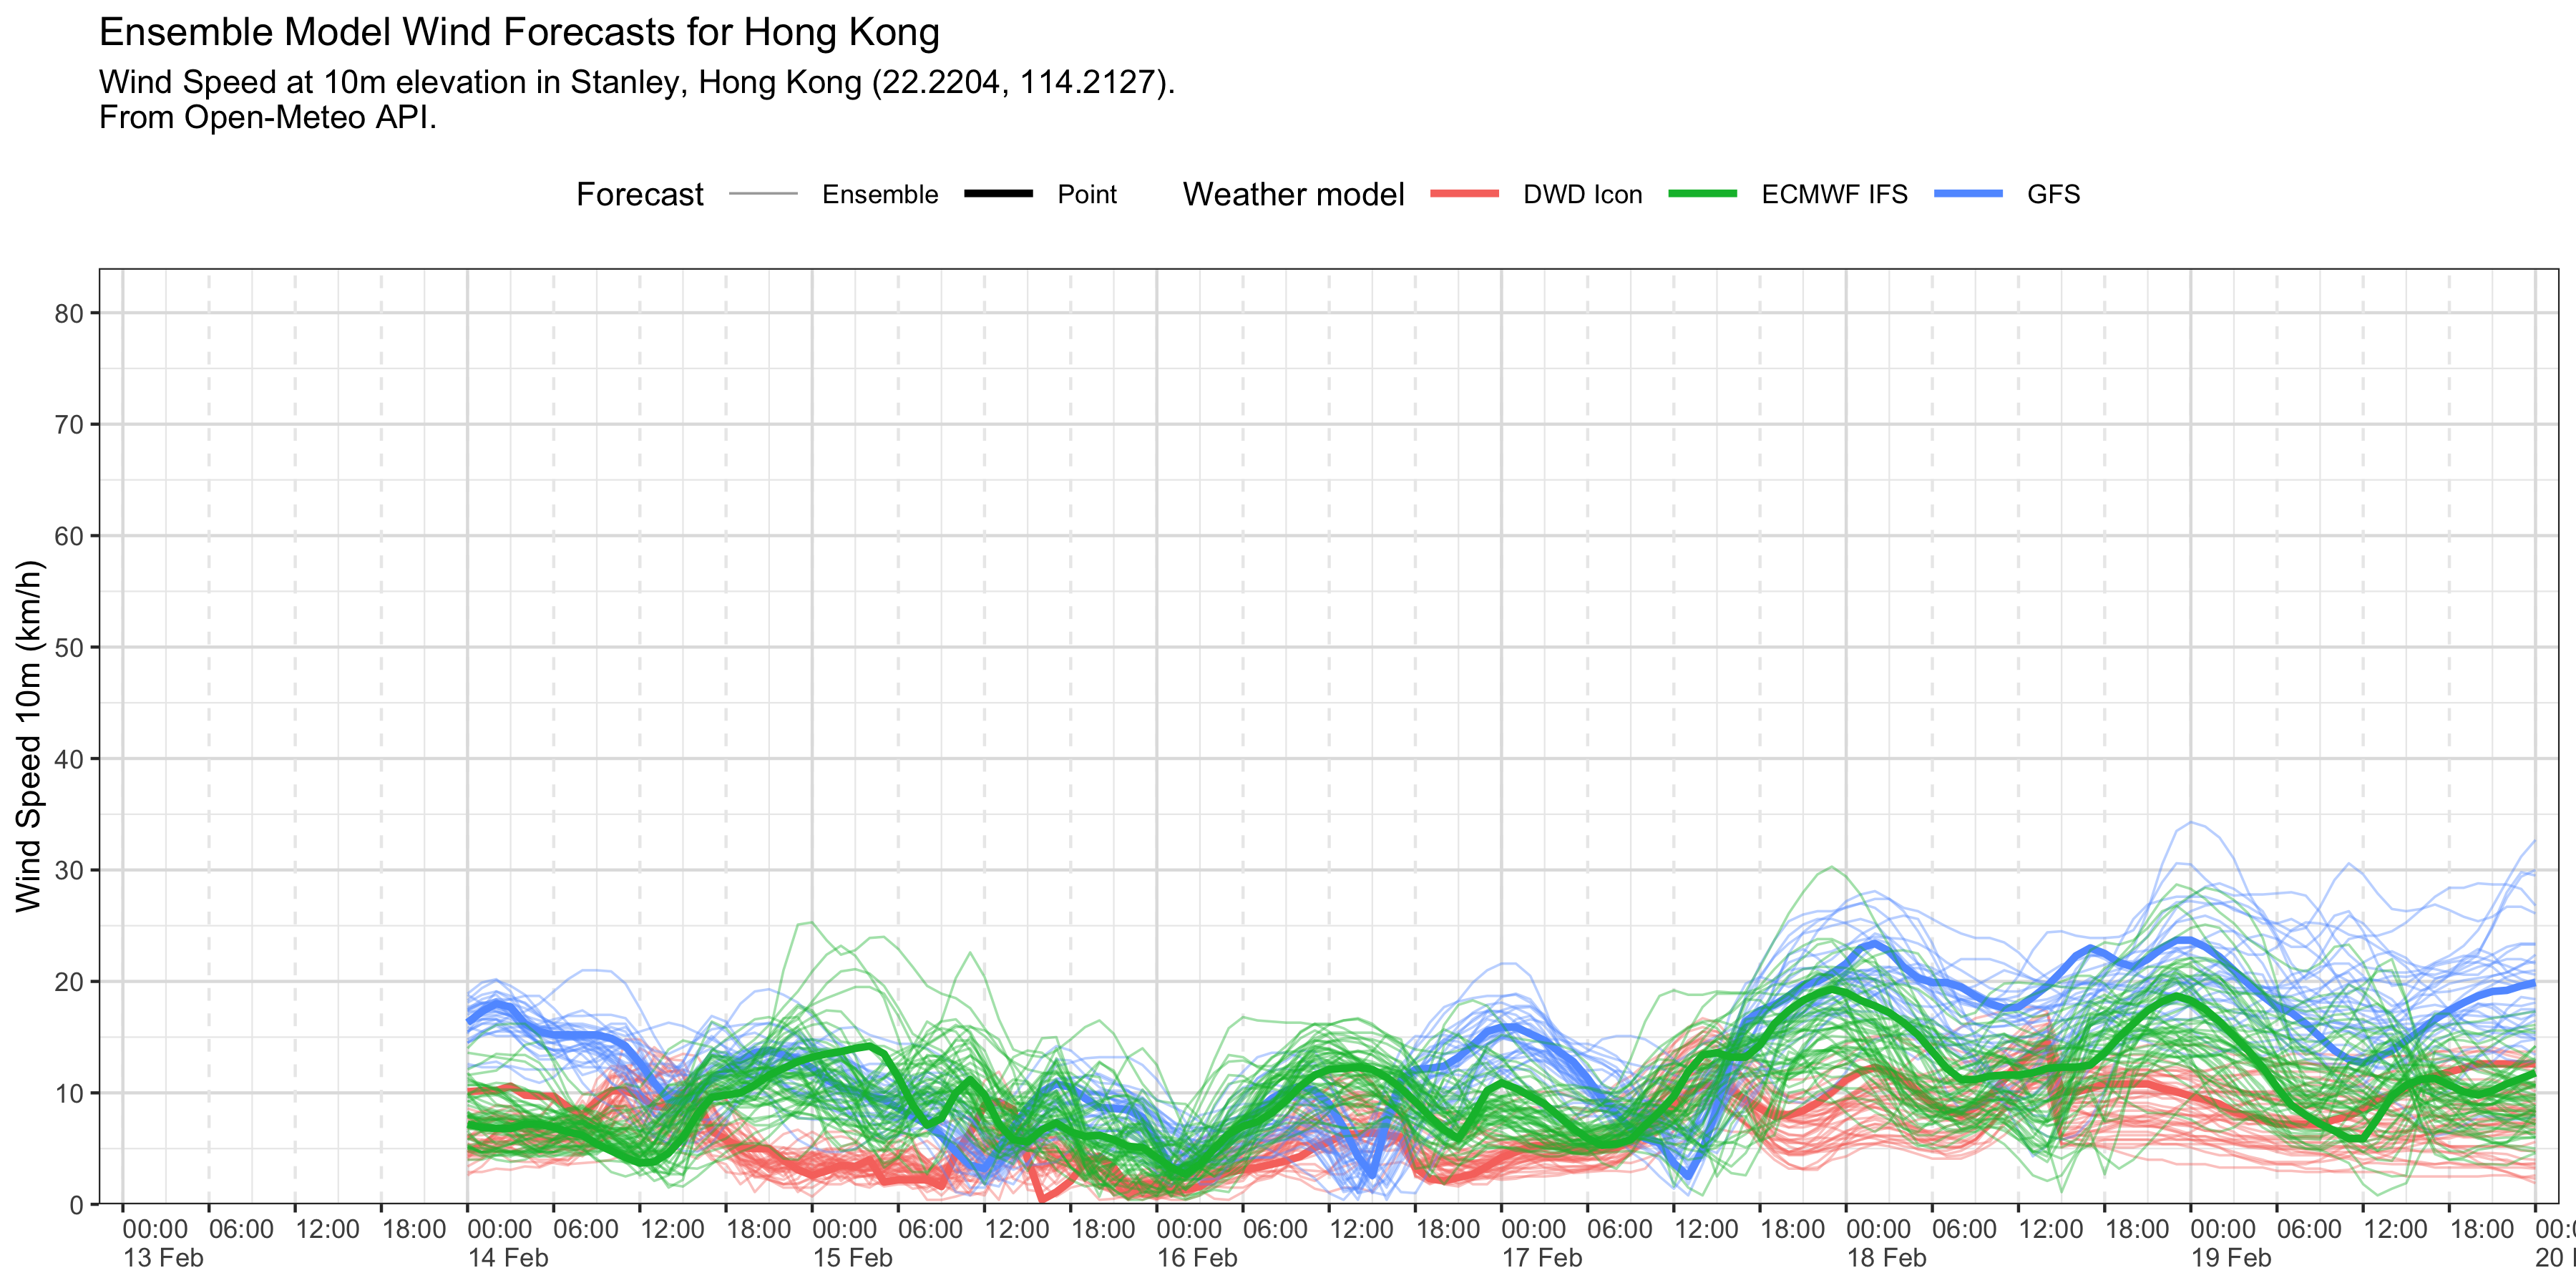 Ensemble Model Wind Forecasts for Hong Kong
Wind Speed at 10m elevation in Stanley, Hong Kong (22.2204, 114.2127).
From Open-Meteo API.
Forecast Ensemble Point Weather model DWD Icon ECMWF IFS GFS
Wind Speed 10m (km/h)
80
70
60
50
40
30
20
10
0
00:00 06:00 12:00 18:00 00:00 06:00 12:00 18:00 00:00 06:00 12:00 18:00 00:00 06:00 12:00 18:00 00:00 06:00 12:00 18:00 00:00 06:00 12:00 18:00 00:00 06:00 12:00 18:00
13 Feb 14 Feb 15 Feb 16 Feb 17 Feb 18 Feb 19 Feb 20